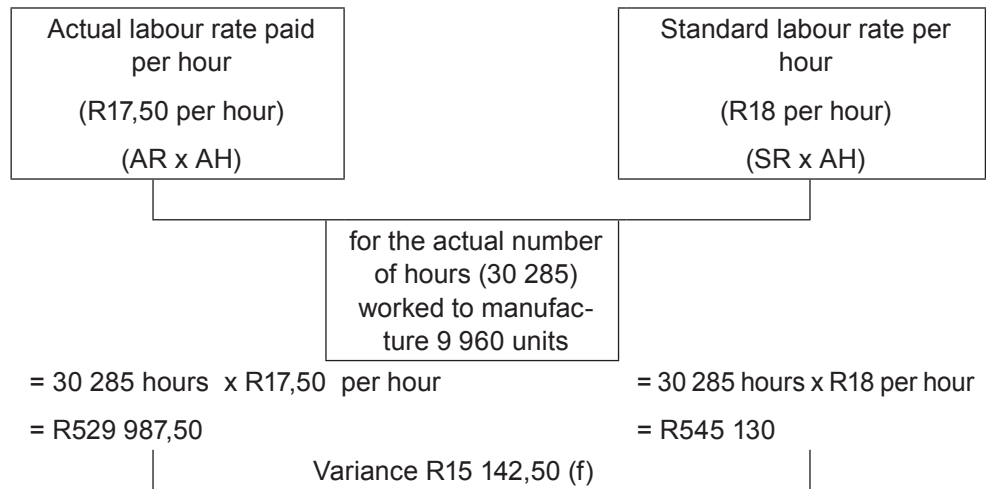 Actual labour rate paid
per hour
(R17,50 per hour)
(AR x AH)
Standard labour rate per
hour
(R18 per hour)
(SR x AH)
for the actual number
of hours (30 285)
worked to manufac-
ture 9 960 units
= 30 285 hours x R17,50 per hour
= R529 987,50
= 30 285 hours x R18 per hour
= R545 130
Variance R15 142,50 (f)